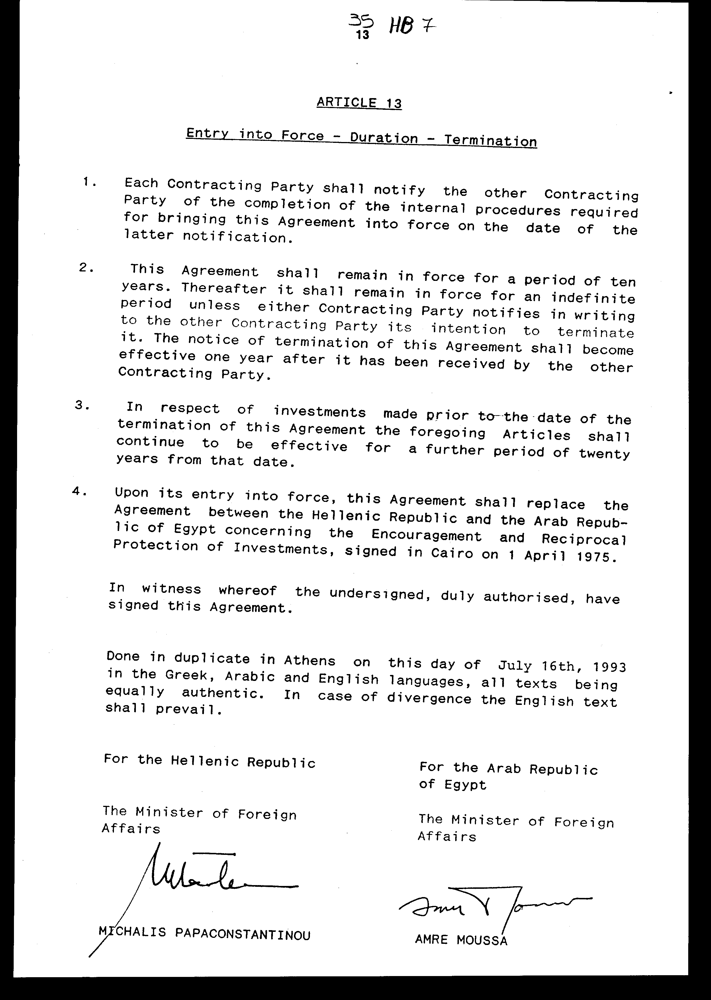 35 HB 7
13
ARTICLE 13
Entry into Force - Duration - Termination
1. Each Contracting Party shall notify the other Contracting
Party of the completion of the internal procedures required
for bringing this Agreement into force on the date of the
latter notification.
2. This Agreement shall remain in force for a period of ten
years. Thereafter it shall remain in force for an indefinite
period unless either Contracting Party notifies in writing
to the other Contracting Party its intention to terminate
it. The notice of termination of this Agreement shall become
effective one year after it has been received by the other
Contracting Party.
3. In respect of investments made prior to the date of the
termination of this Agreement the foregoing Articles shall
continue to be effective for a further period of twenty
years from that date.
4. Upon its entry into force, this Agreement shall replace the
Agreement between the Hellenic Republic and the Arab Repub-
lic of Egypt concerning the Encouragement and Reciprocal
Protection of Investments, signed in Cairo on 1 April 1975.
In witness whereof the undersigned, duly authorised, have
signed this Agreement.
Done in duplicate in Athens on this day of July 16th, 1993
in the Greek, Arabic and English languages, all texts being
equally authentic. In case of divergence the English text
shall prevail.
For the Hellenic Republic
For the Arab Republic
of Egypt
The Minister of Foreign
Affairs
The Minister of Foreign
Affairs
MICHALIS PAPACONSTANTINOU
AMRE MOUSSA